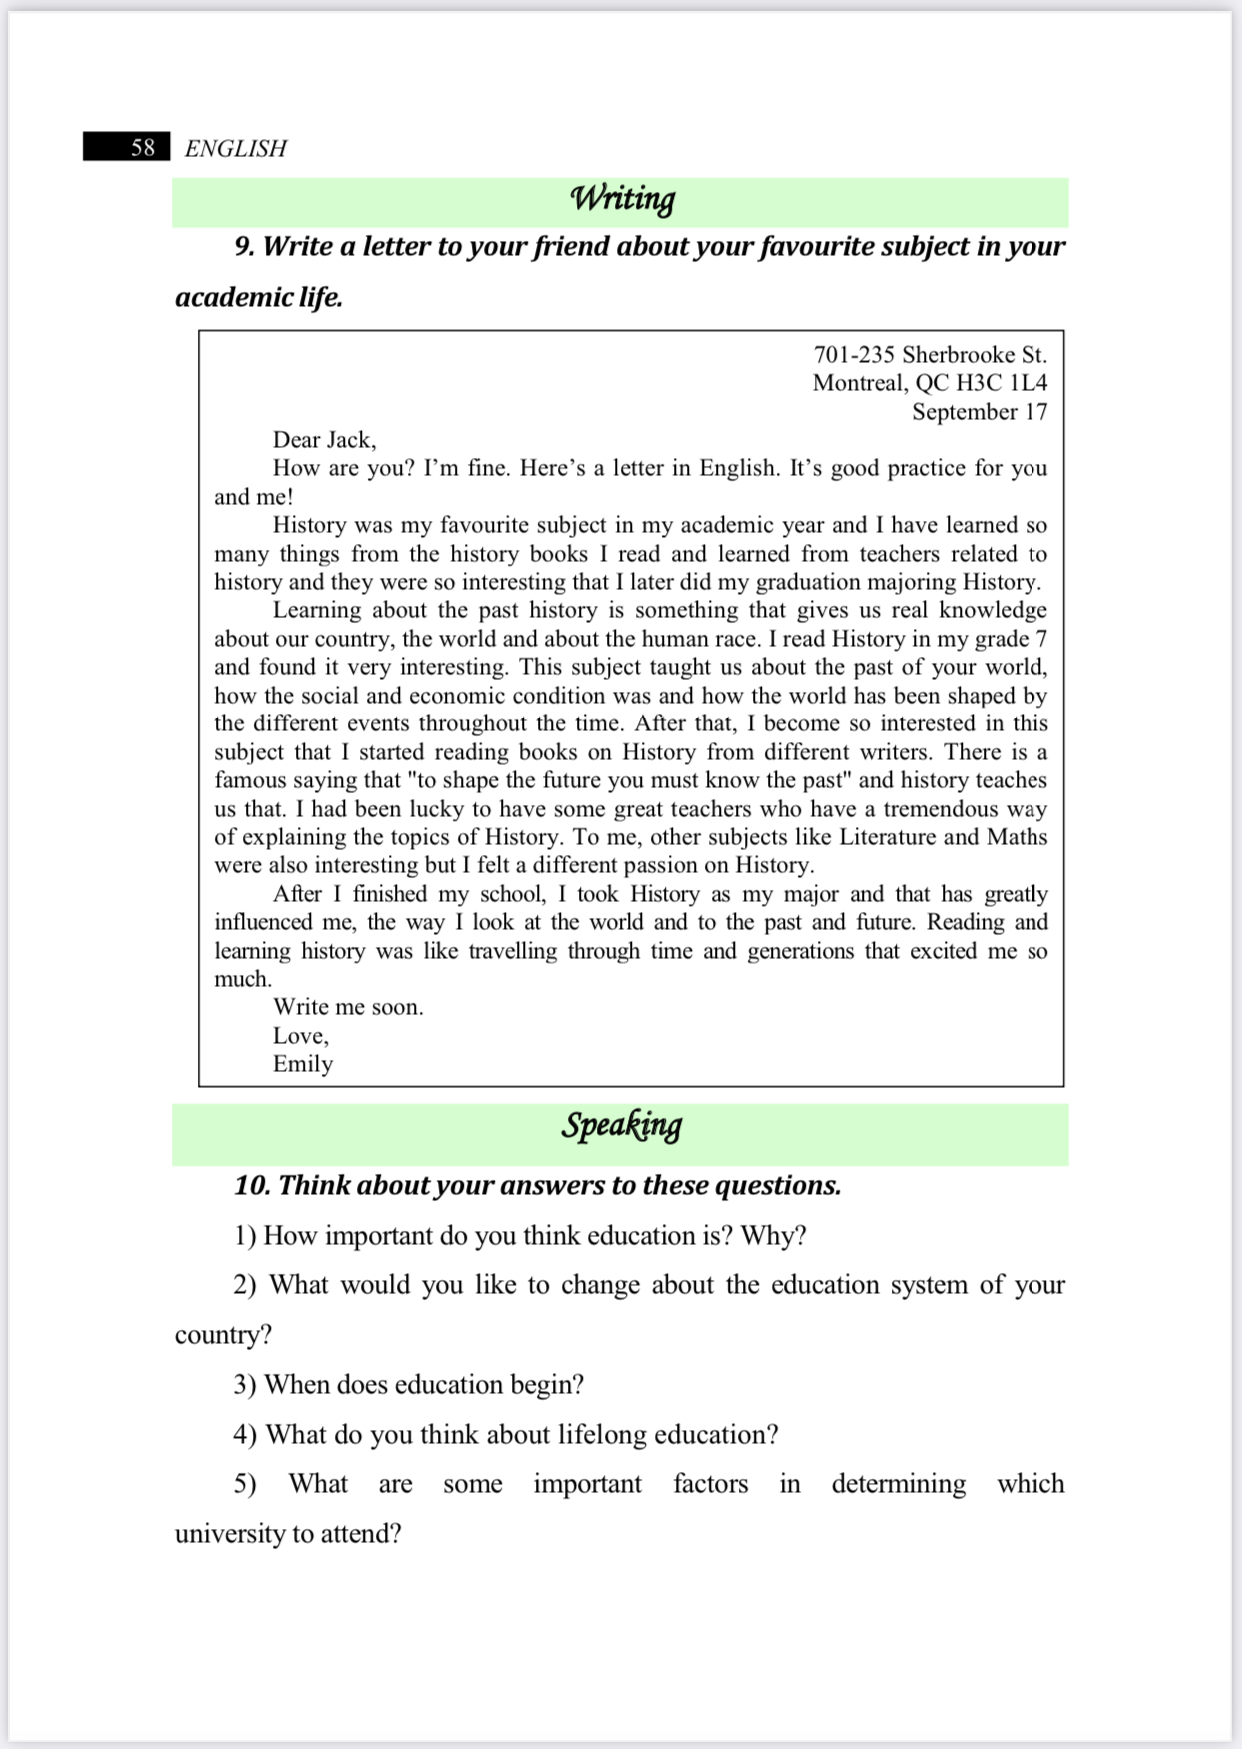 58 ENGLISH
Writing
9. Write a letter to your friend about your favourite subject in your
academic life.
701-235 Sherbrooke St.
Montreal, QC H3C 1L4
September 17
Dear Jack,
How are you? I’m fine. Here’s a letter in English. It’s good practice for you
and me!
History was my favourite subject in my academic year and I have learned so
many things from the history books I read and learned from teachers related to
history and they were so interesting that I later did my graduation majoring History.
Learning about the past history is something that gives us real knowledge
about our country, the world and about the human race. I read History in my grade 7
and found it very interesting. This subject taught us about the past of your world,
how the social and economic condition was and how the world has been shaped by
the different events throughout the time. After that, I become so interested in this
subject that I started reading books on History from different writers. There is a
famous saying that "to shape the future you must know the past" and history teaches
us that. I had been lucky to have some great teachers who have a tremendous way
of explaining the topics of History. To me, other subjects like Literature and Maths
were also interesting but I felt a different passion on History.
After I finished my school, I took History as my major and that has greatly
influenced me, the way I look at the world and to the past and future. Reading and
learning history was like travelling through time and generations that excited me so
much.
Write me soon.
Love,
Emily
Speaking
10. Think about your answers to these questions.
1) How important do you think education is? Why?
2) What would you like to change about the education system of your
country?
3) When does education begin?
4) What do you think about lifelong education?
5) What are some important factors in determining which
university to attend?